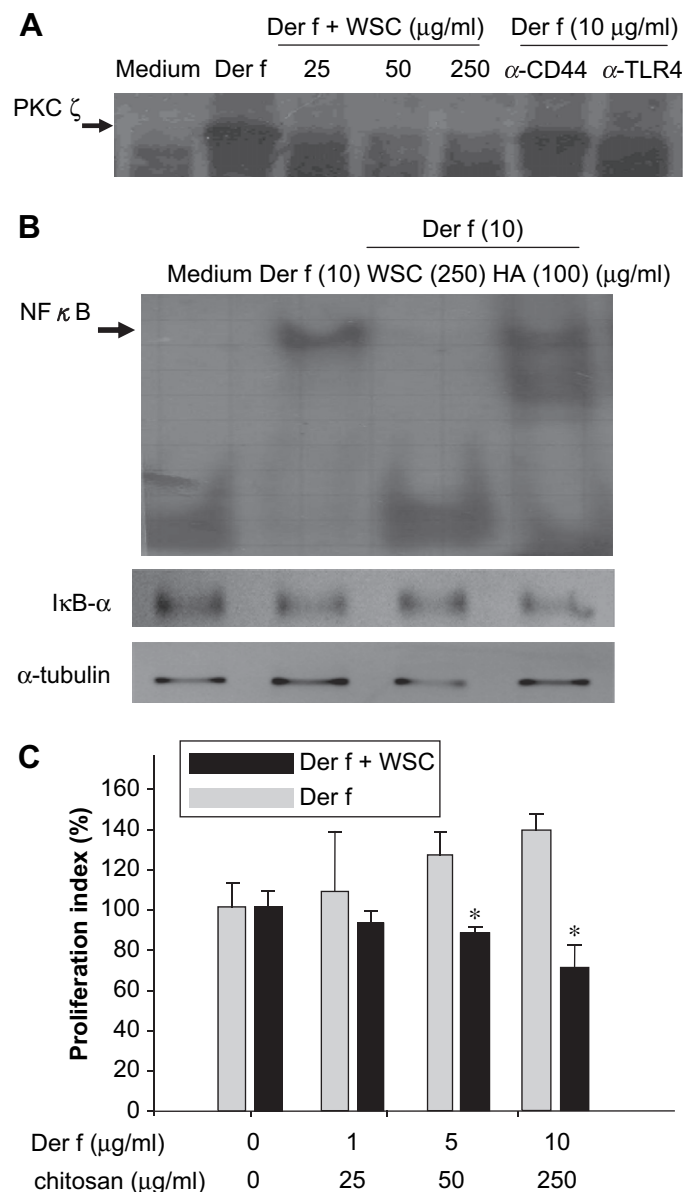 A
Der f + WSC (μg/ml) Der f (10 μg/ml)
Medium Der f 25 50 250 α-CD44 α-TLR4
PKC ζ
B
Der f (10)
Medium Der f (10) WSC (250) HA (100) (μg/ml)
NF κ B
IκB-α
α-tubulin
C
Der f + WSC
Der f
Proliferation index (%)
160
140
120
100
80
60
40
20
0
*
*
Der f (μg/ml) 0 1 5 10
chitosan (μg/ml) 0 25 50 250